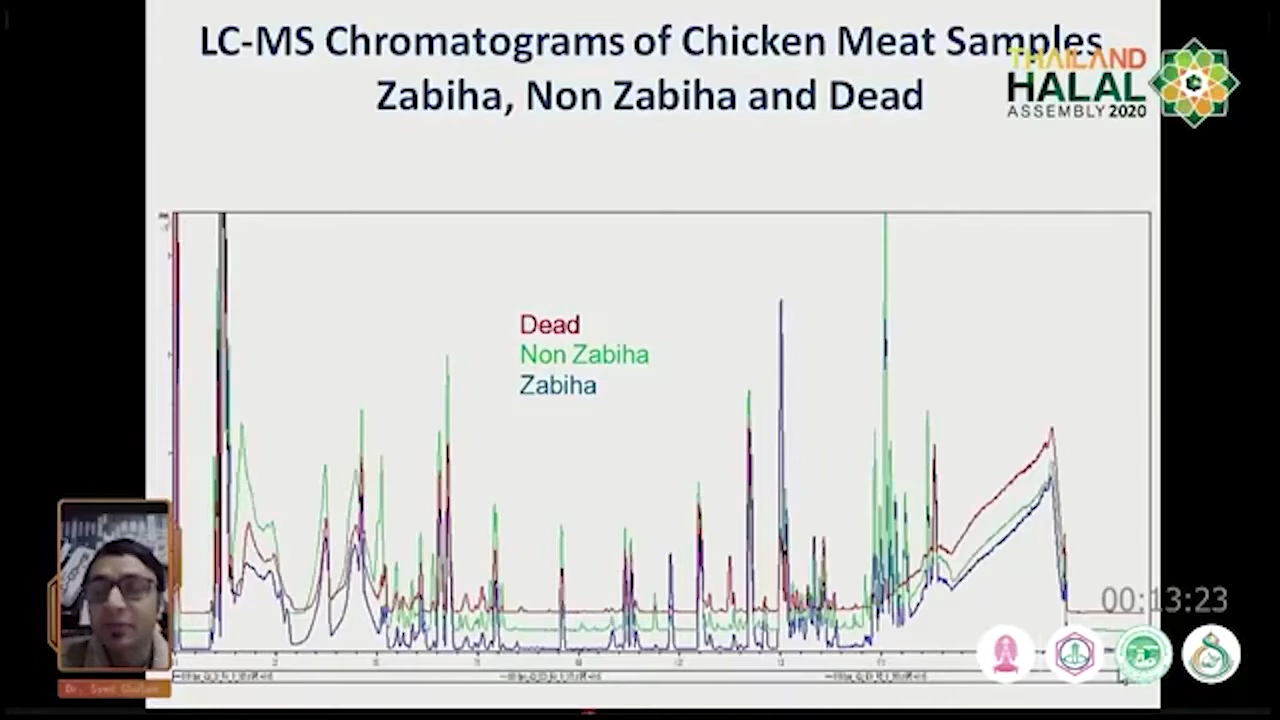 LC-MS Chromatograms of Chicken Meat Samples
Zabiha, Non Zabiha and Dead
THAILAND
HALAL
ASSEMBLY 2020
Dead
Non Zabiha
Zabiha
00:13:23